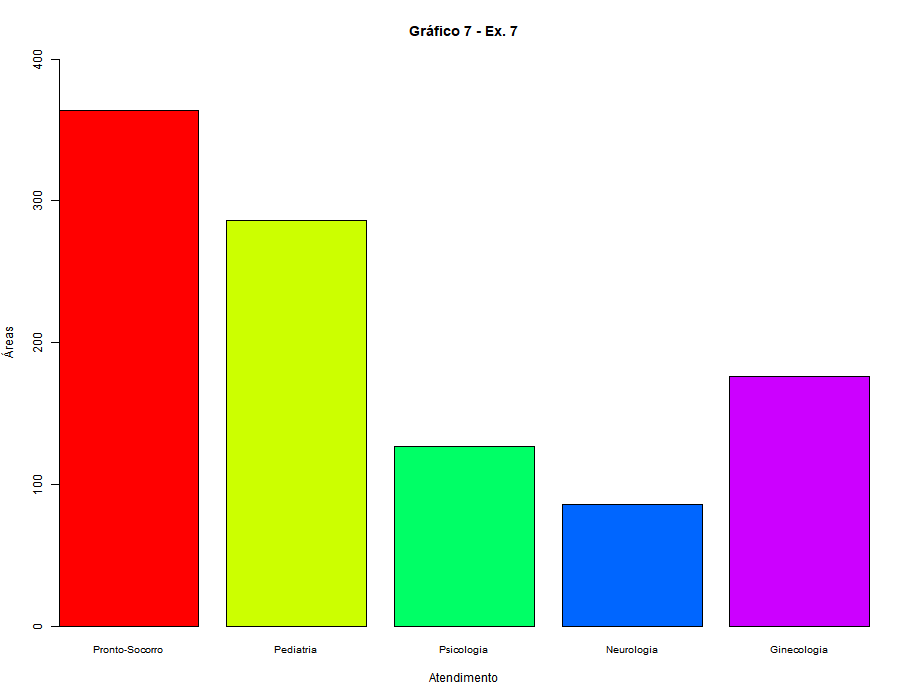 Gráfico 7 - Ex. 7
Áreas
400
300
200
100
0
Pronto-Socorro Pediatria Psicologia Neurologia Ginecologia
Atendimento